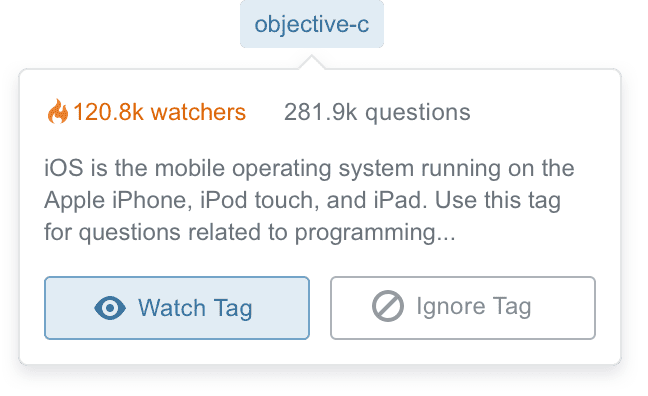 objective-c
120.8k watchers 281.9k questions
iOS is the mobile operating system running on the
Apple iPhone, iPod touch, and iPad. Use this tag
for questions related to programming...
Watch Tag Ignore Tag